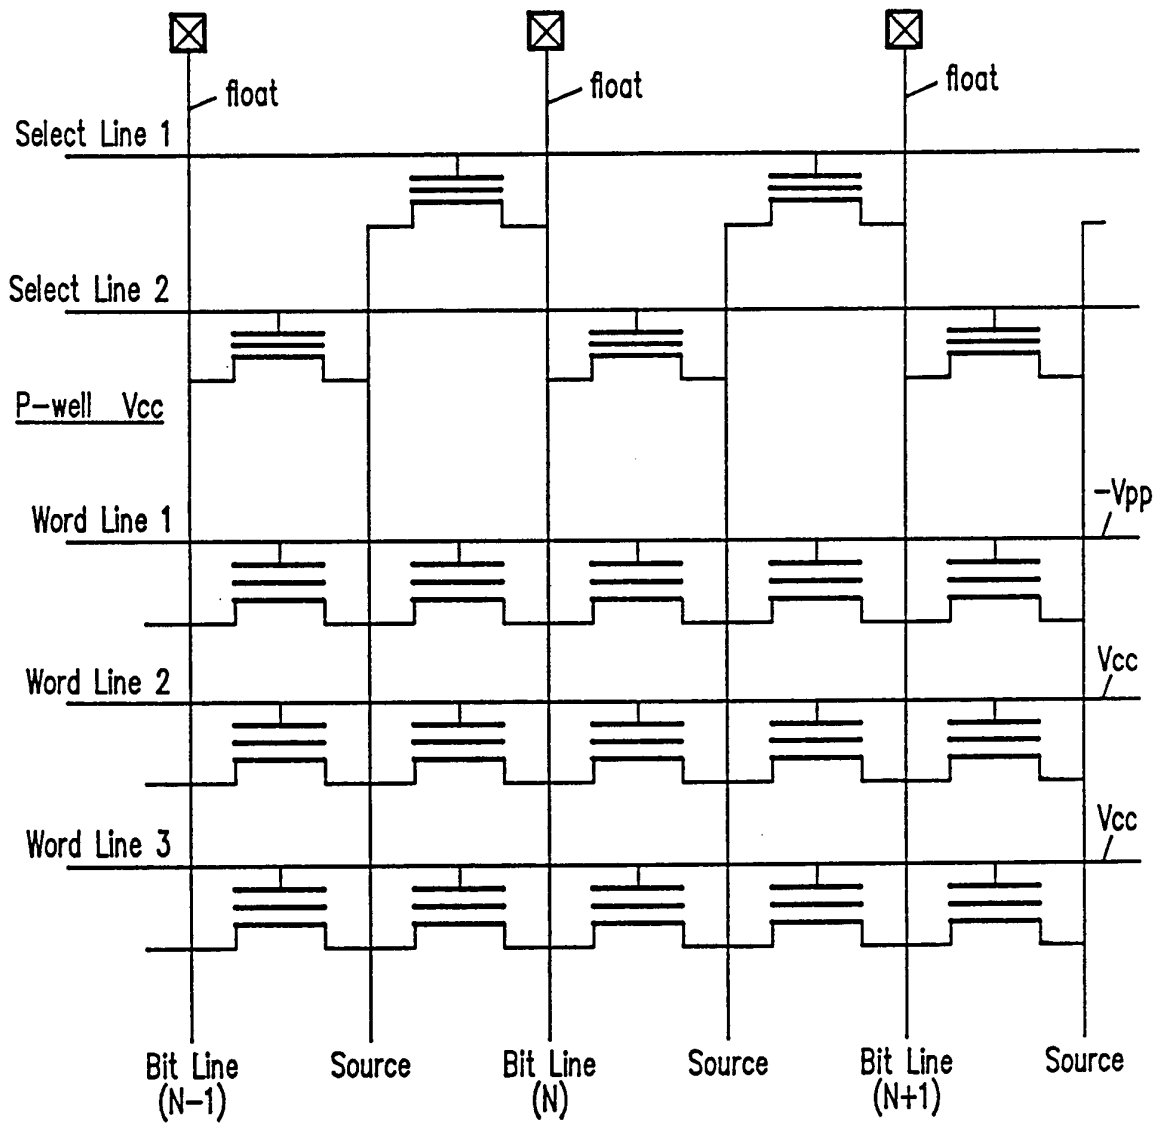 float
float
float
Select Line 1
Select Line 2
P-well Vcc
-Vpp
Word Line 1
Vcc
Word Line 2
Vcc
Word Line 3
Bit Line
(N-1)
Source
Bit Line
(N)
Source
Bit Line
(N+1)
Source